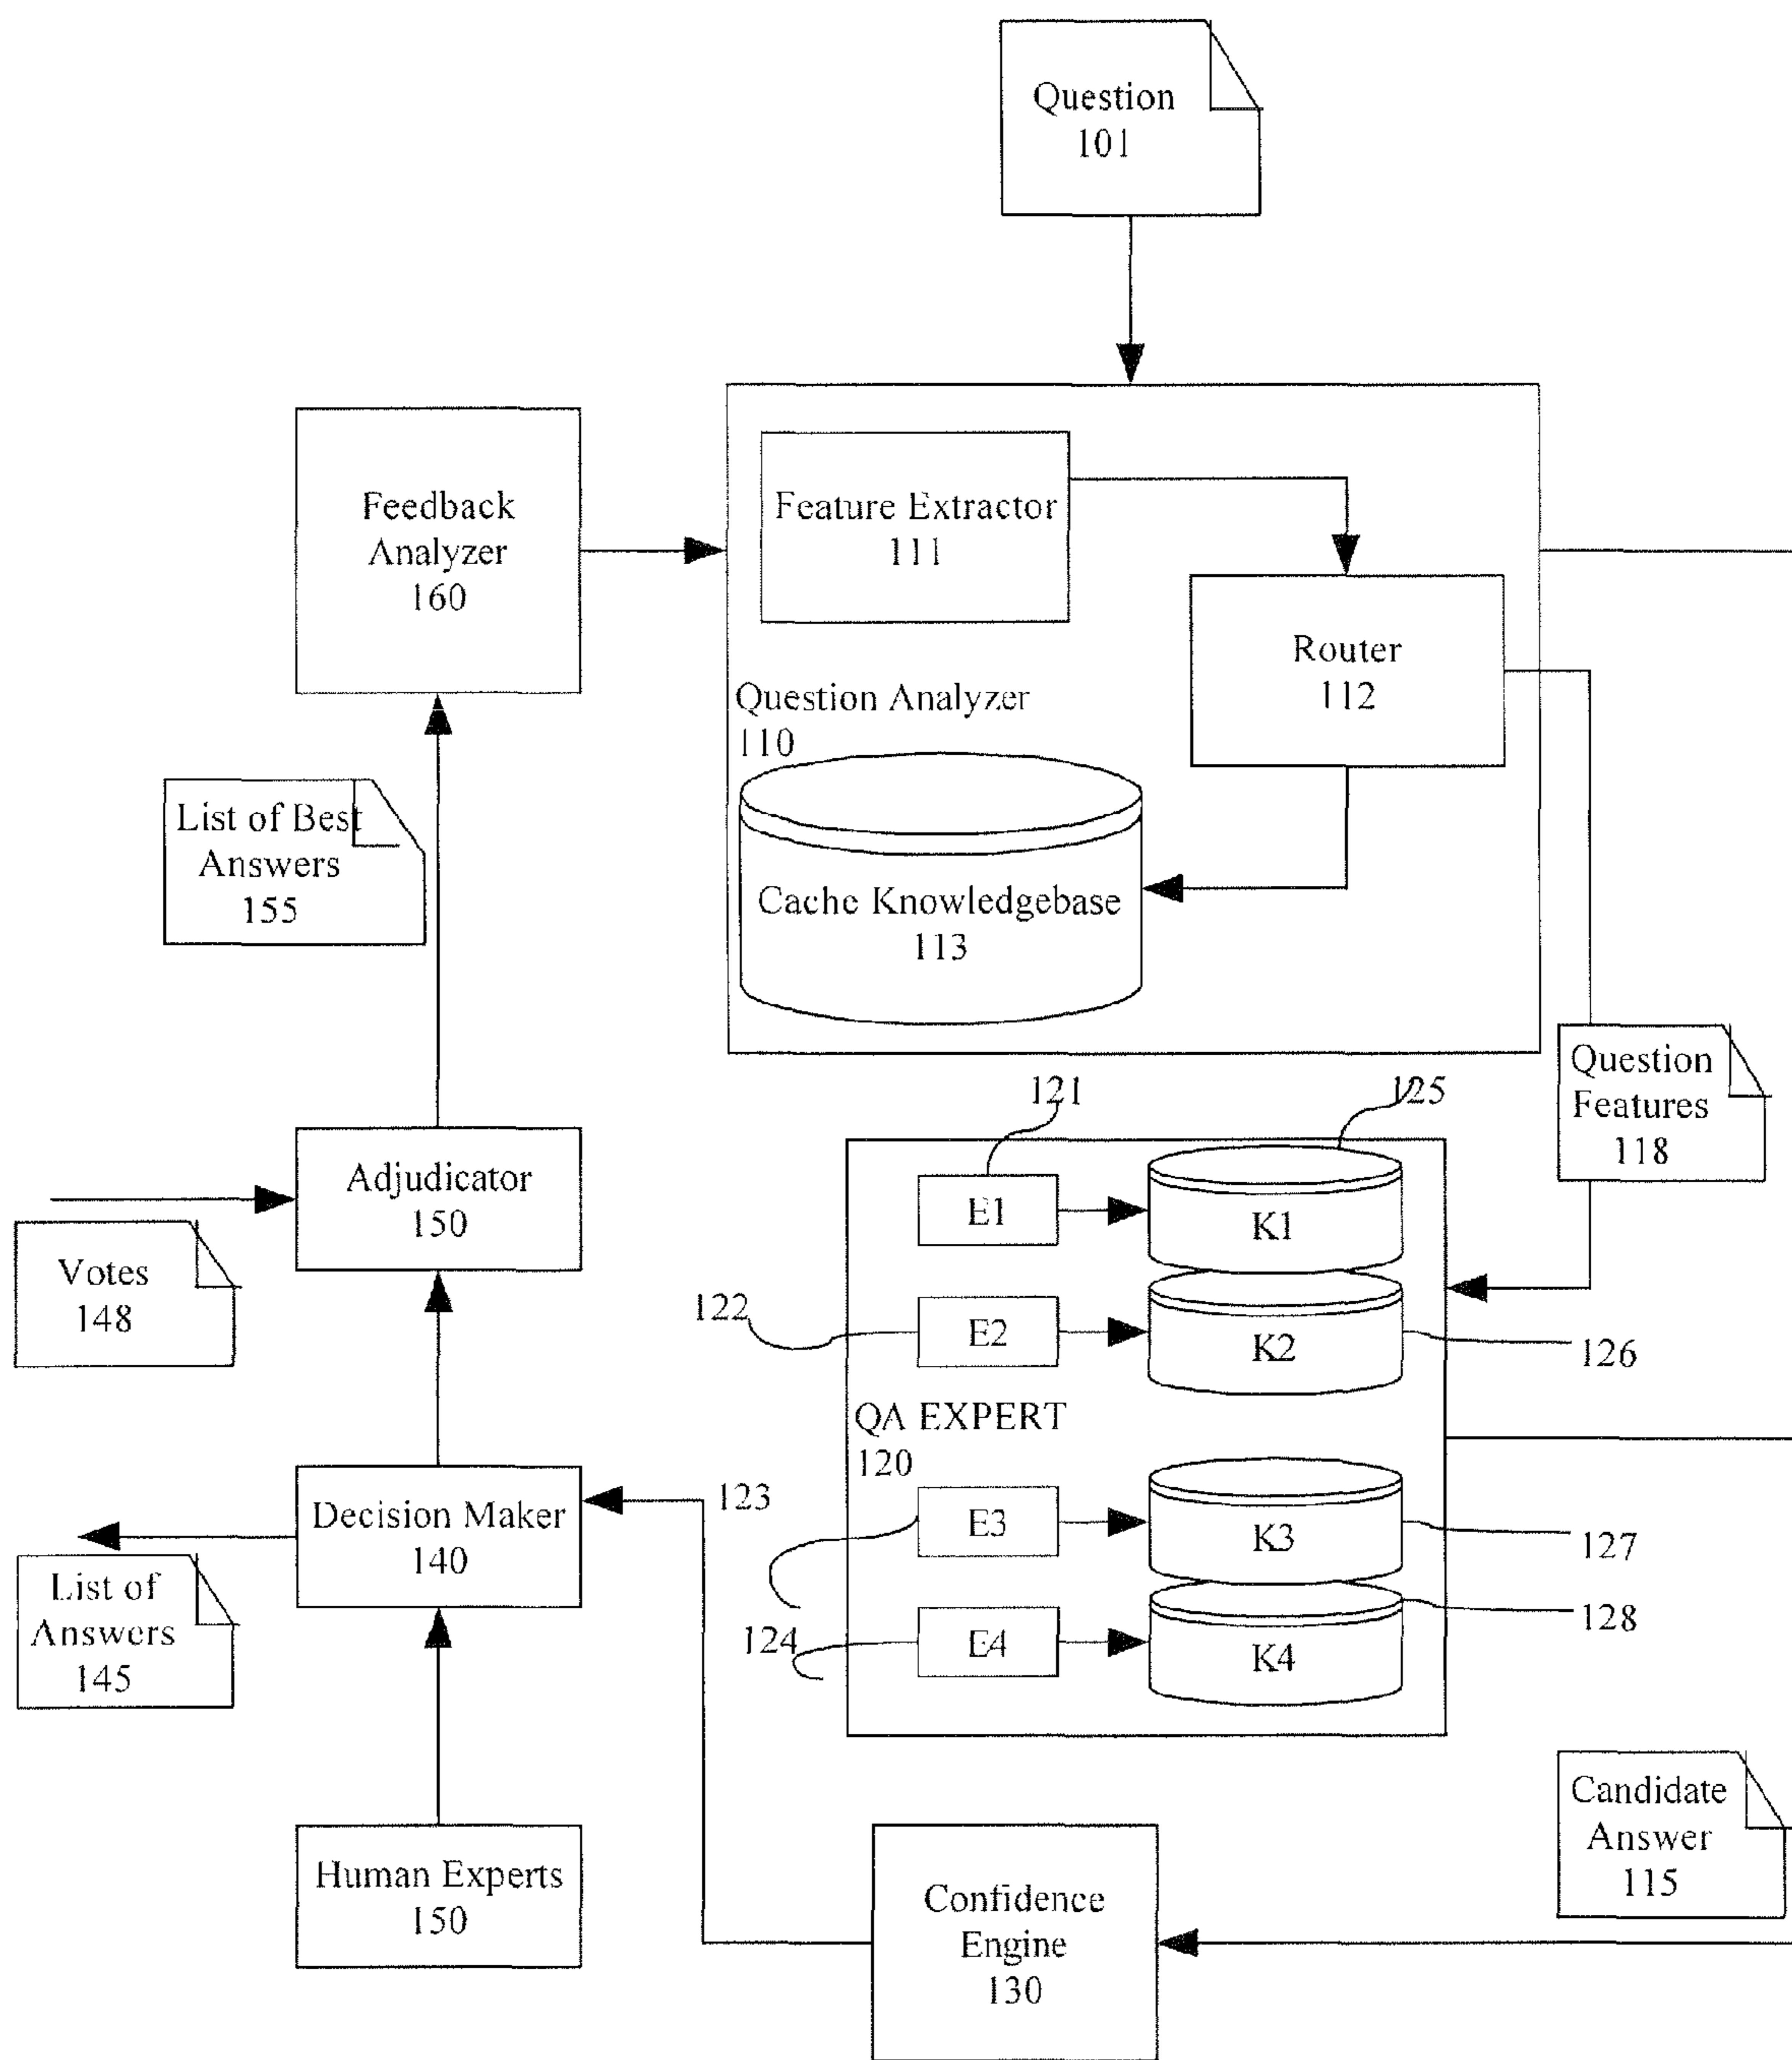 Question
101
Feedback
Analyzer
160
Feature Extractor
111
Router
112
Question Analyzer
110
Cache Knowledgebase
113
List of Best
Answers
155
Question
Features
118
121
125
E1
K1
Adjudicator
150
Votes
148
122
E2
K2
126
QA EXPERT
120
123
E3
K3
127
Decision Maker
140
List of
Answers
145
124
E4
K4
128
Human Experts
150
Candidate
Answer
115
Confidence
Engine
130